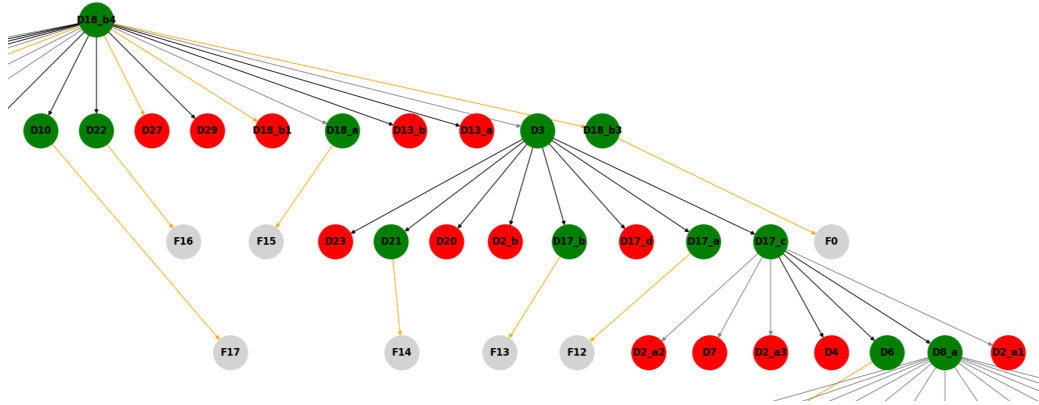 D18_b4
D10 D22 D27 D29 D18_b1 D18_a D13_b D13_a D3 D18_b3
F16 F15 D23 D21 D20 D2_b D17_b D17_d D17_a D17_c F0
F17 F14 F13 F12 D2_a2 D7 D2_a3 D4 D6 D8_a D2_a1